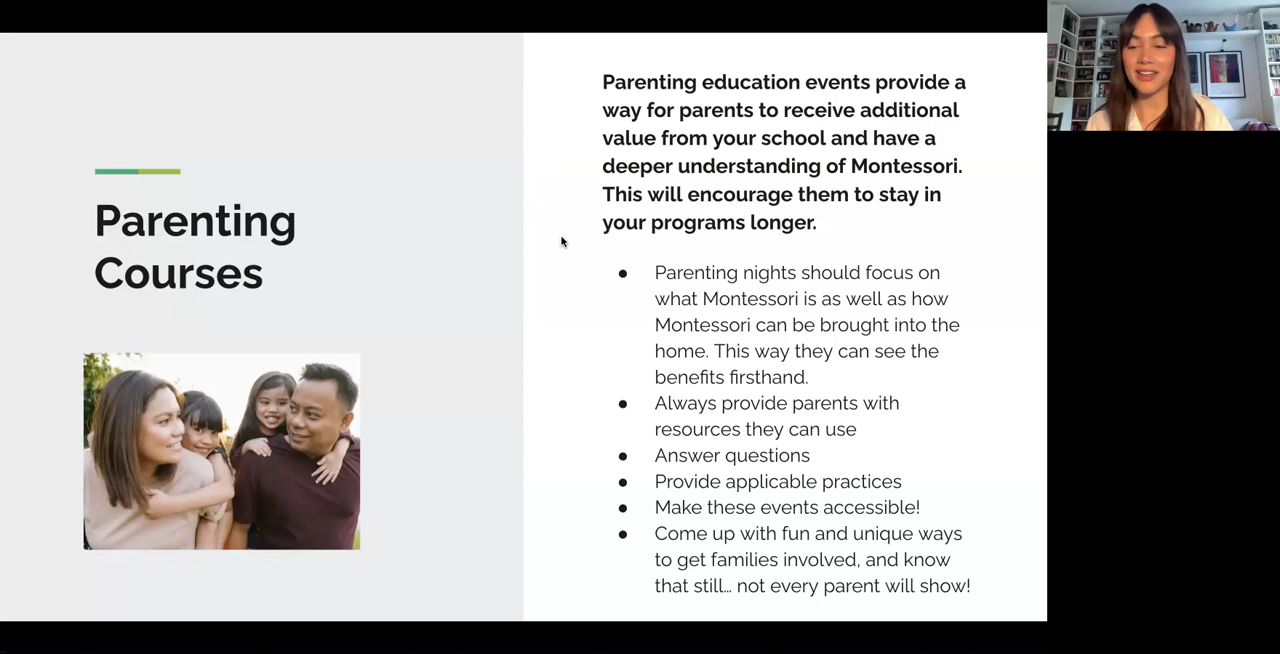 Parenting
Courses
Parenting education events provide a
way for parents to receive additional
value from your school and have a
deeper understanding of Montessori.
This will encourage them to stay in
your programs longer.
● Parenting nights should focus on
what Montessori is as well as how
Montessori can be brought into the
home. This way they can see the
benefits firsthand.
● Always provide parents with
resources they can use
● Answer questions
● Provide applicable practices
● Make these events accessible!
● Come up with fun and unique ways
to get families involved, and know
that still... not every parent will show!